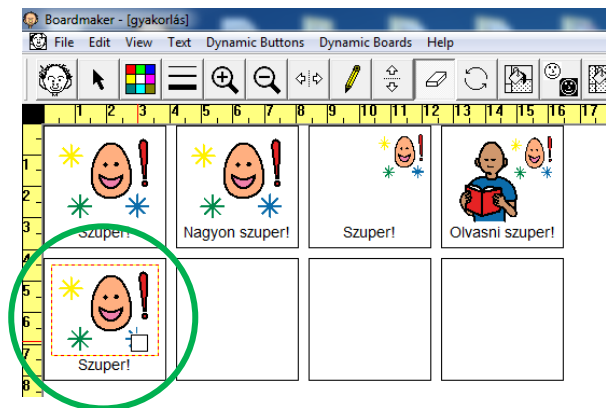 Boardmaker - [gyakorlás]
File Edit View Text Dynamic Buttons Dynamic Boards Help
1 2 3 4 5 6 7 8 9 10 11 12 13 14 15 16 17
1
2
3
4
5
6
7
8
Szuper! Nagyon szuper! Szuper! Olvasni szuper!
Szuper!